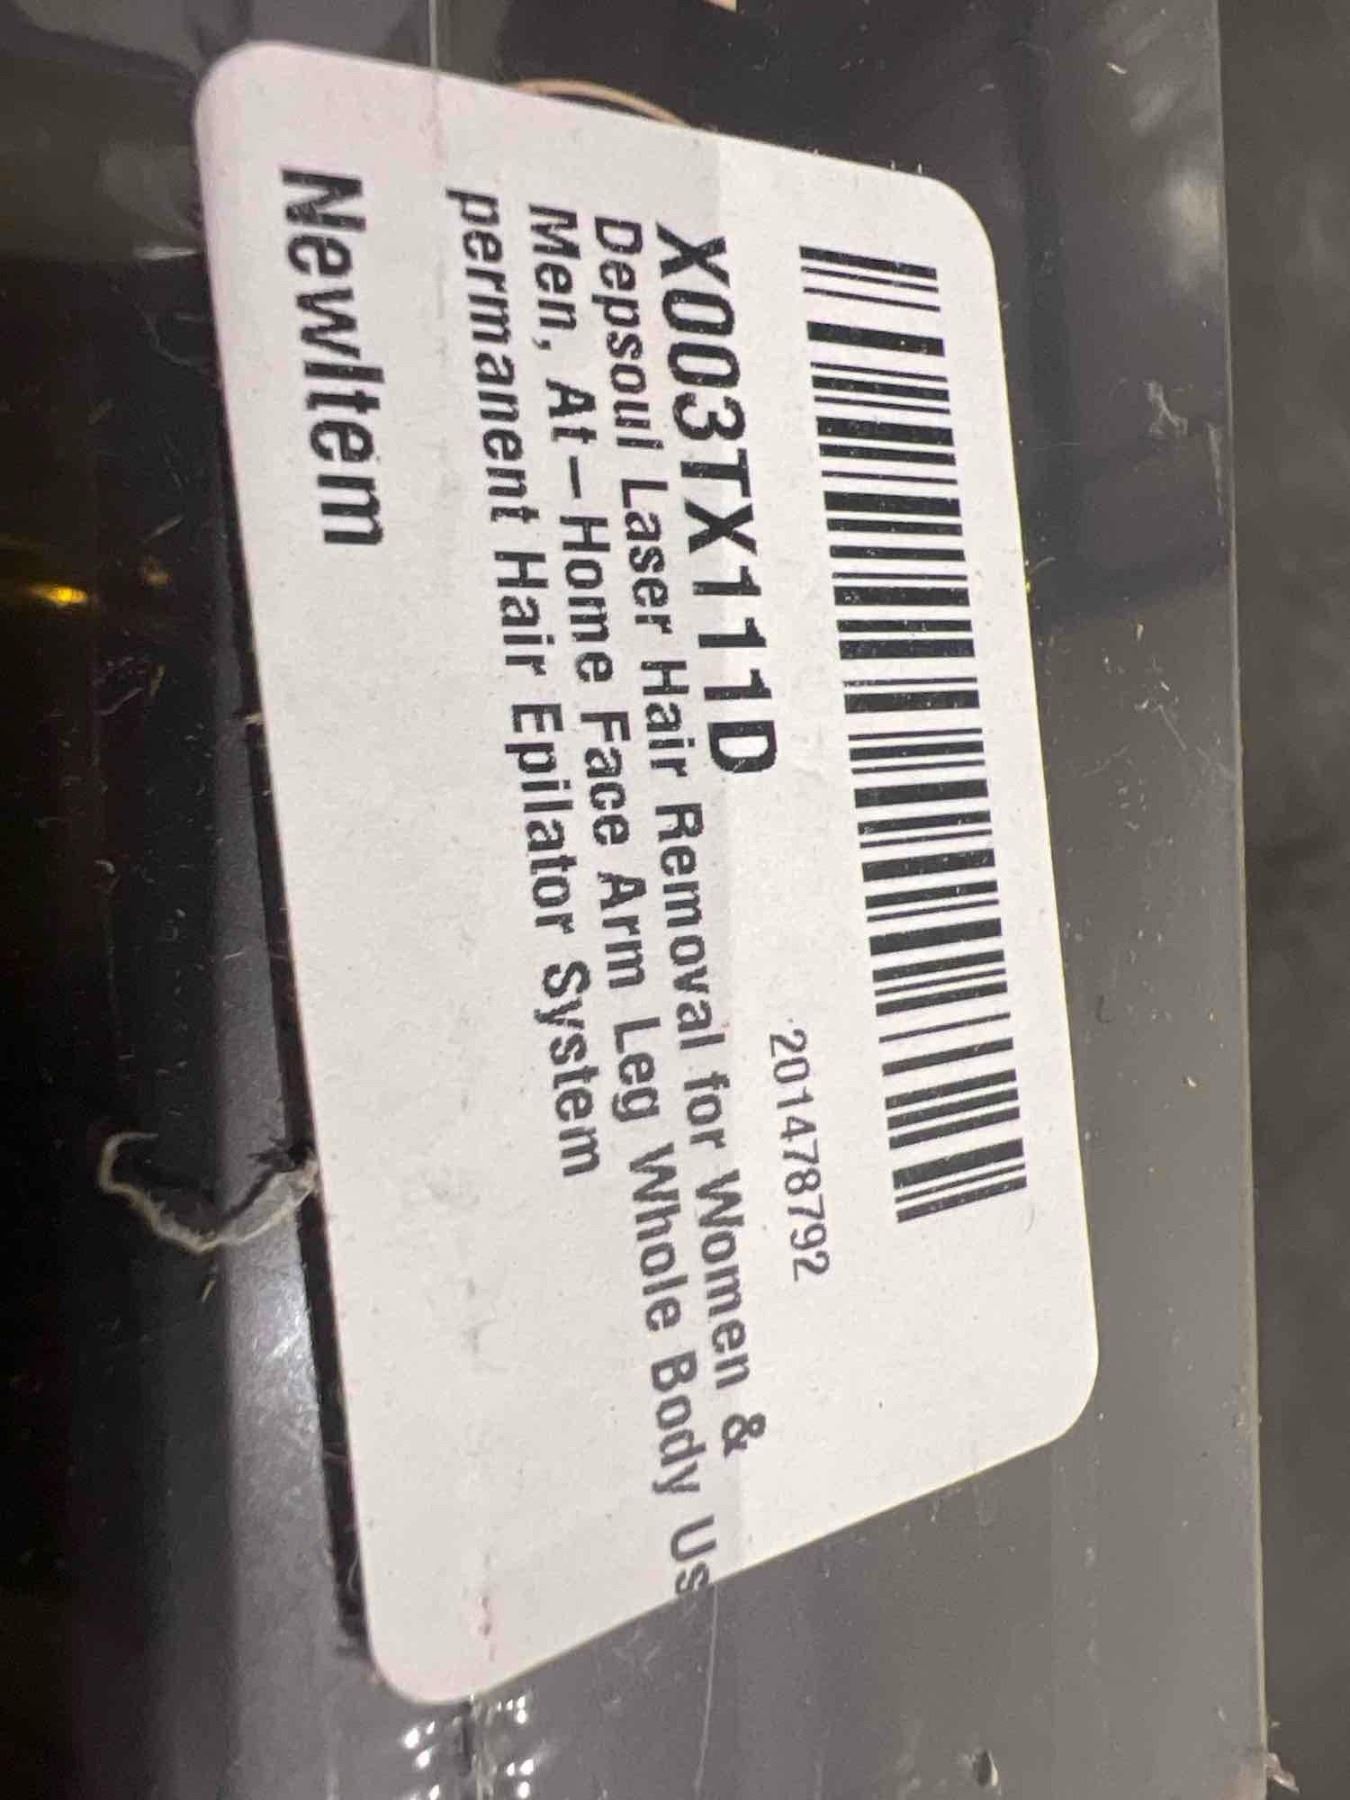 X003TX111D
201478792
Depsoul Laser Hair Removal for Women &
Men, At-Home Face Arm Leg Whole Body Us
permanent Hair Epilator System
NewItem